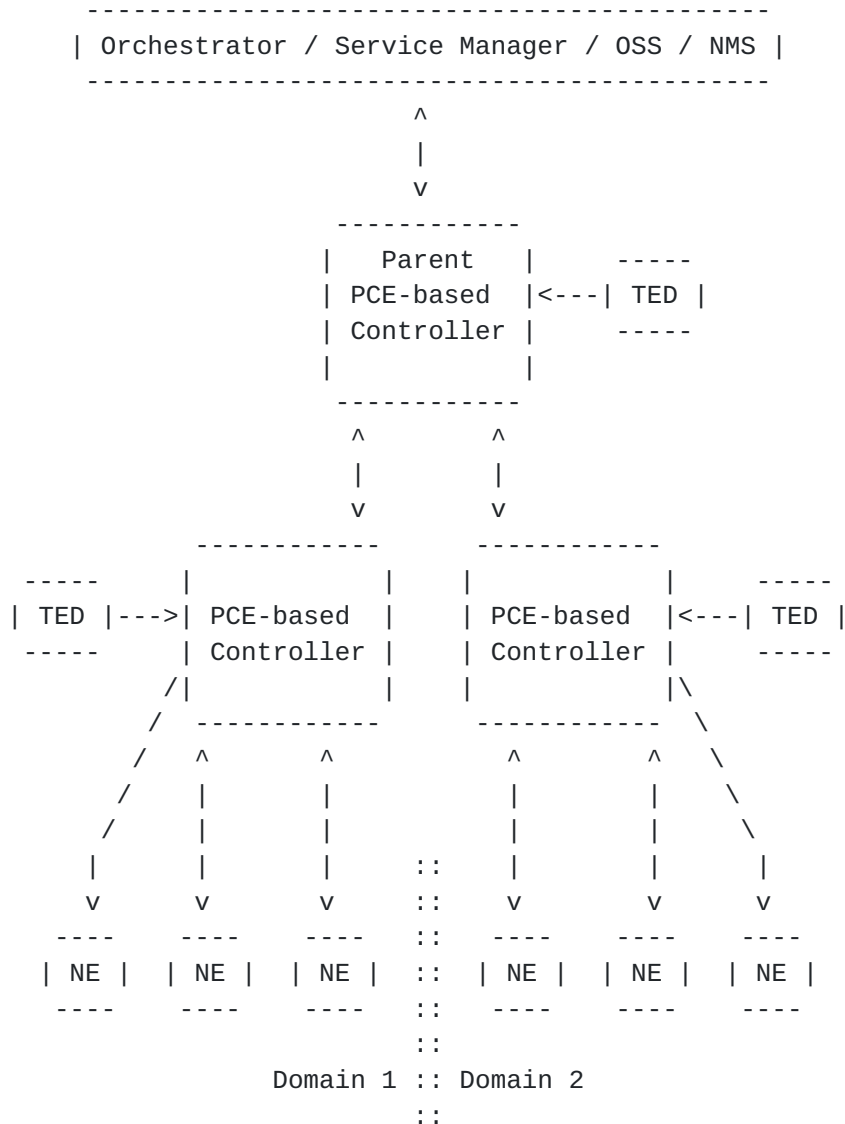 Orchestrator / Service Manager / OSS / NMS
Parent
PCE-based TED
Controller
TED PCE-based PCE-based TED
Controller Controller
::
::
::
NE NE NE :: NE NE NE
::
::
Domain 1 :: Domain 2
::